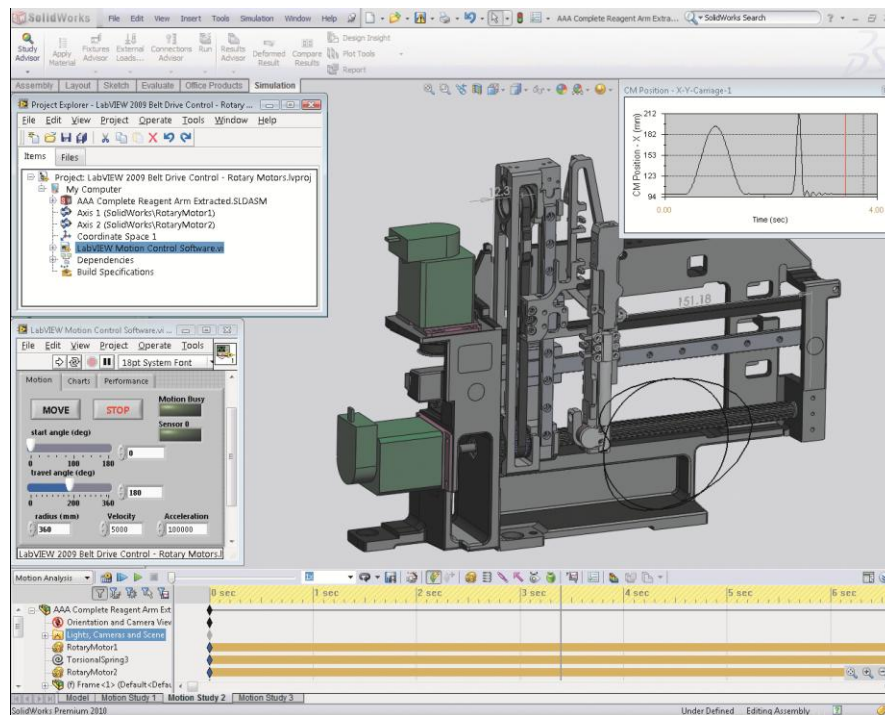 SolidWorks File Edit View Insert Tools Simulation Window Help AAA Complete Reagent Arm Extra... SolidWorks Search
Study Advisor
Apply Material
Fixtures Advisor
External Loads...
Connections Advisor
Run
Results Advisor
Deformed Result
Compare Results
Design Insight
Plot Tools
Report
Assembly Layout Sketch Evaluate Office Products Simulation
Project Explorer - LabVIEW 2009 Belt Drive Control - Rotary ...
File Edit View Project Operate Tools Window Help
Items Files
Project: LabVIEW 2009 Belt Drive Control - Rotary Motors.lvproj
My Computer
AAA Complete Reagent Arm Extracted.SLDASM
Axis 1 (SolidWorks\RotaryMotor1)
Axis 2 (SolidWorks\RotaryMotor2)
Coordinate Space 1
LabVIEW Motion Control Software.vi
Dependencies
Build Specifications
CM Position - X-Y-Carriage-1
CM Position - X (mm)
212
182
153
123
94
0.00 4.00
Time (sec)
12.3
151.18
LabVIEW Motion Control Software.vi ...
File Edit View Project Operate Tools
18pt System Font
Motion Charts Performance
MOVE STOP
Motion Busy
Sensor 0
start angle (deg)
0
0 100 180
travel angle (deg)
180
0 200 360
radius (mm) Velocity Acceleration
360 5000 100000
LabVIEW 2009 Belt Drive Control - Rotary Motors.l
Motion Analysis
0 sec 1 sec 2 sec 3 sec 4 sec 5 sec 6 sec
AAA Complete Reagent Arm Ext
Orientation and Camera View
Lights, Cameras and Scene
RotaryMotor1
TorsionalSpring3
RotaryMotor2
(f) Frame<1> (Default<Defau
Model Motion Study 1 Motion Study 2 Motion Study 3
SolidWorks Premium 2010 Under Defined Editing Assembly